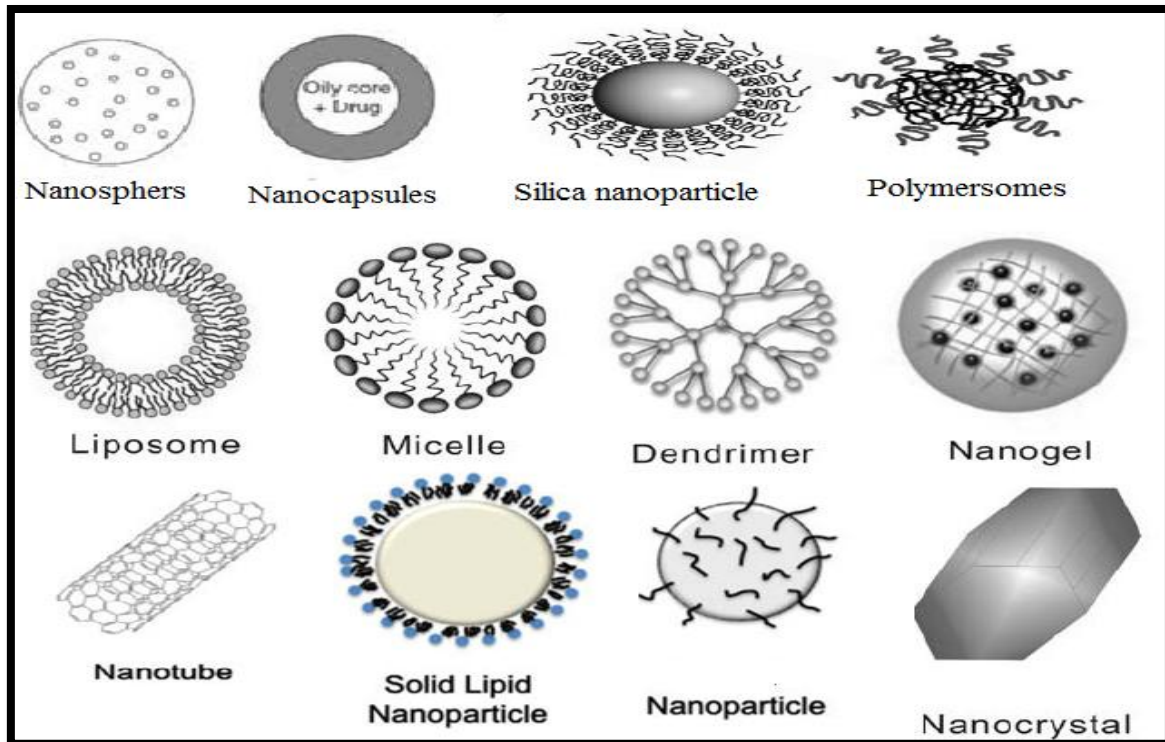 Oily core
+ Drug
Nanosphers
Nanocapsules
Silica nanoparticle
Polymersomes
Liposome
Micelle
Dendrimer
Nanogel
Nanotube
Solid Lipid
Nanoparticle
Nanoparticle
Nanocrystal